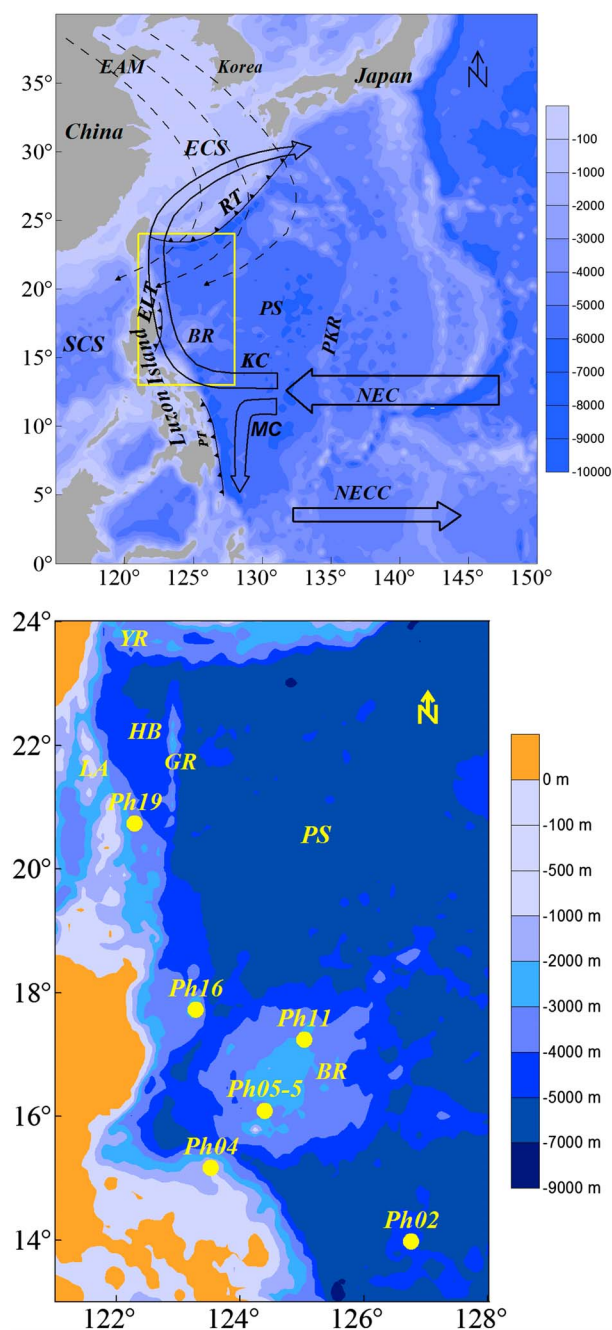 35°
30°
25°
20°
15°
10°
5°
0°
120° 125° 130° 135° 140° 145° 150°
EAM
Korea
Japan
N
China
ECS
RT
ELT
PS
BR
PKR
SCS
KC
Luzon Island
NEC
PT
MC
NECC
-100
-1000
-2000
-3000
-4000
-5000
-6000
-7000
-8000
-9000
-10000
24°
22°
20°
18°
16°
14°
122° 124° 126° 128°
YR
N
HB
GR
LA
Ph19
PS
Ph16
Ph11
BR
Ph05-5
Ph04
Ph02
0 m
-100 m
-500 m
-1000 m
-2000 m
-3000 m
-4000 m
-5000 m
-7000 m
-9000 m